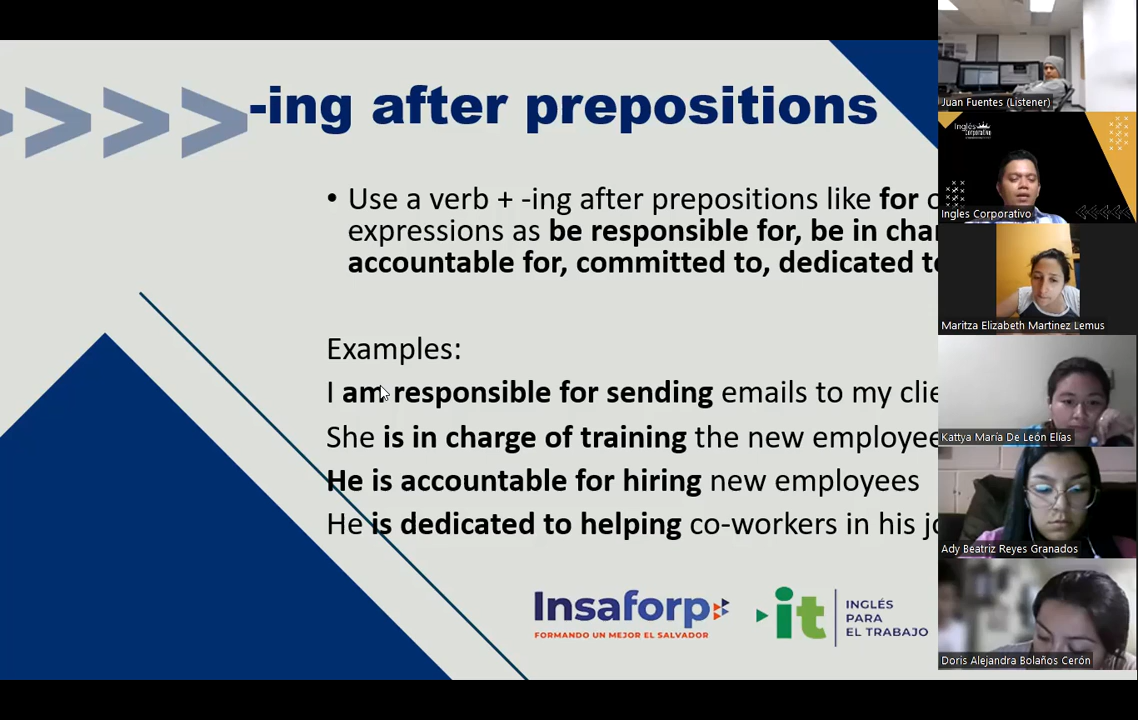 -ing after prepositions
• Use a verb + -ing after prepositions like for
expressions as be responsible for, be in
accountable for, committed to, dedicated
Examples:
I am responsible for sending emails to my
She is in charge of training the new
He is accountable for hiring new employees
He is dedicated to helping co-workers in his
Insaforp
FORMANDO UN MEJOR EL SALVADOR
it
INGLÉS
PARA
EL TRABAJO
Juan Fuentes (Listener)
Inglés
Corporativo
Ingles Corporativo
Maritza Elizabeth Martinez Lemus
Kattya María De León Elías
Ady Beatriz Reyes Granados
Doris Alejandra Bolaños Cerón